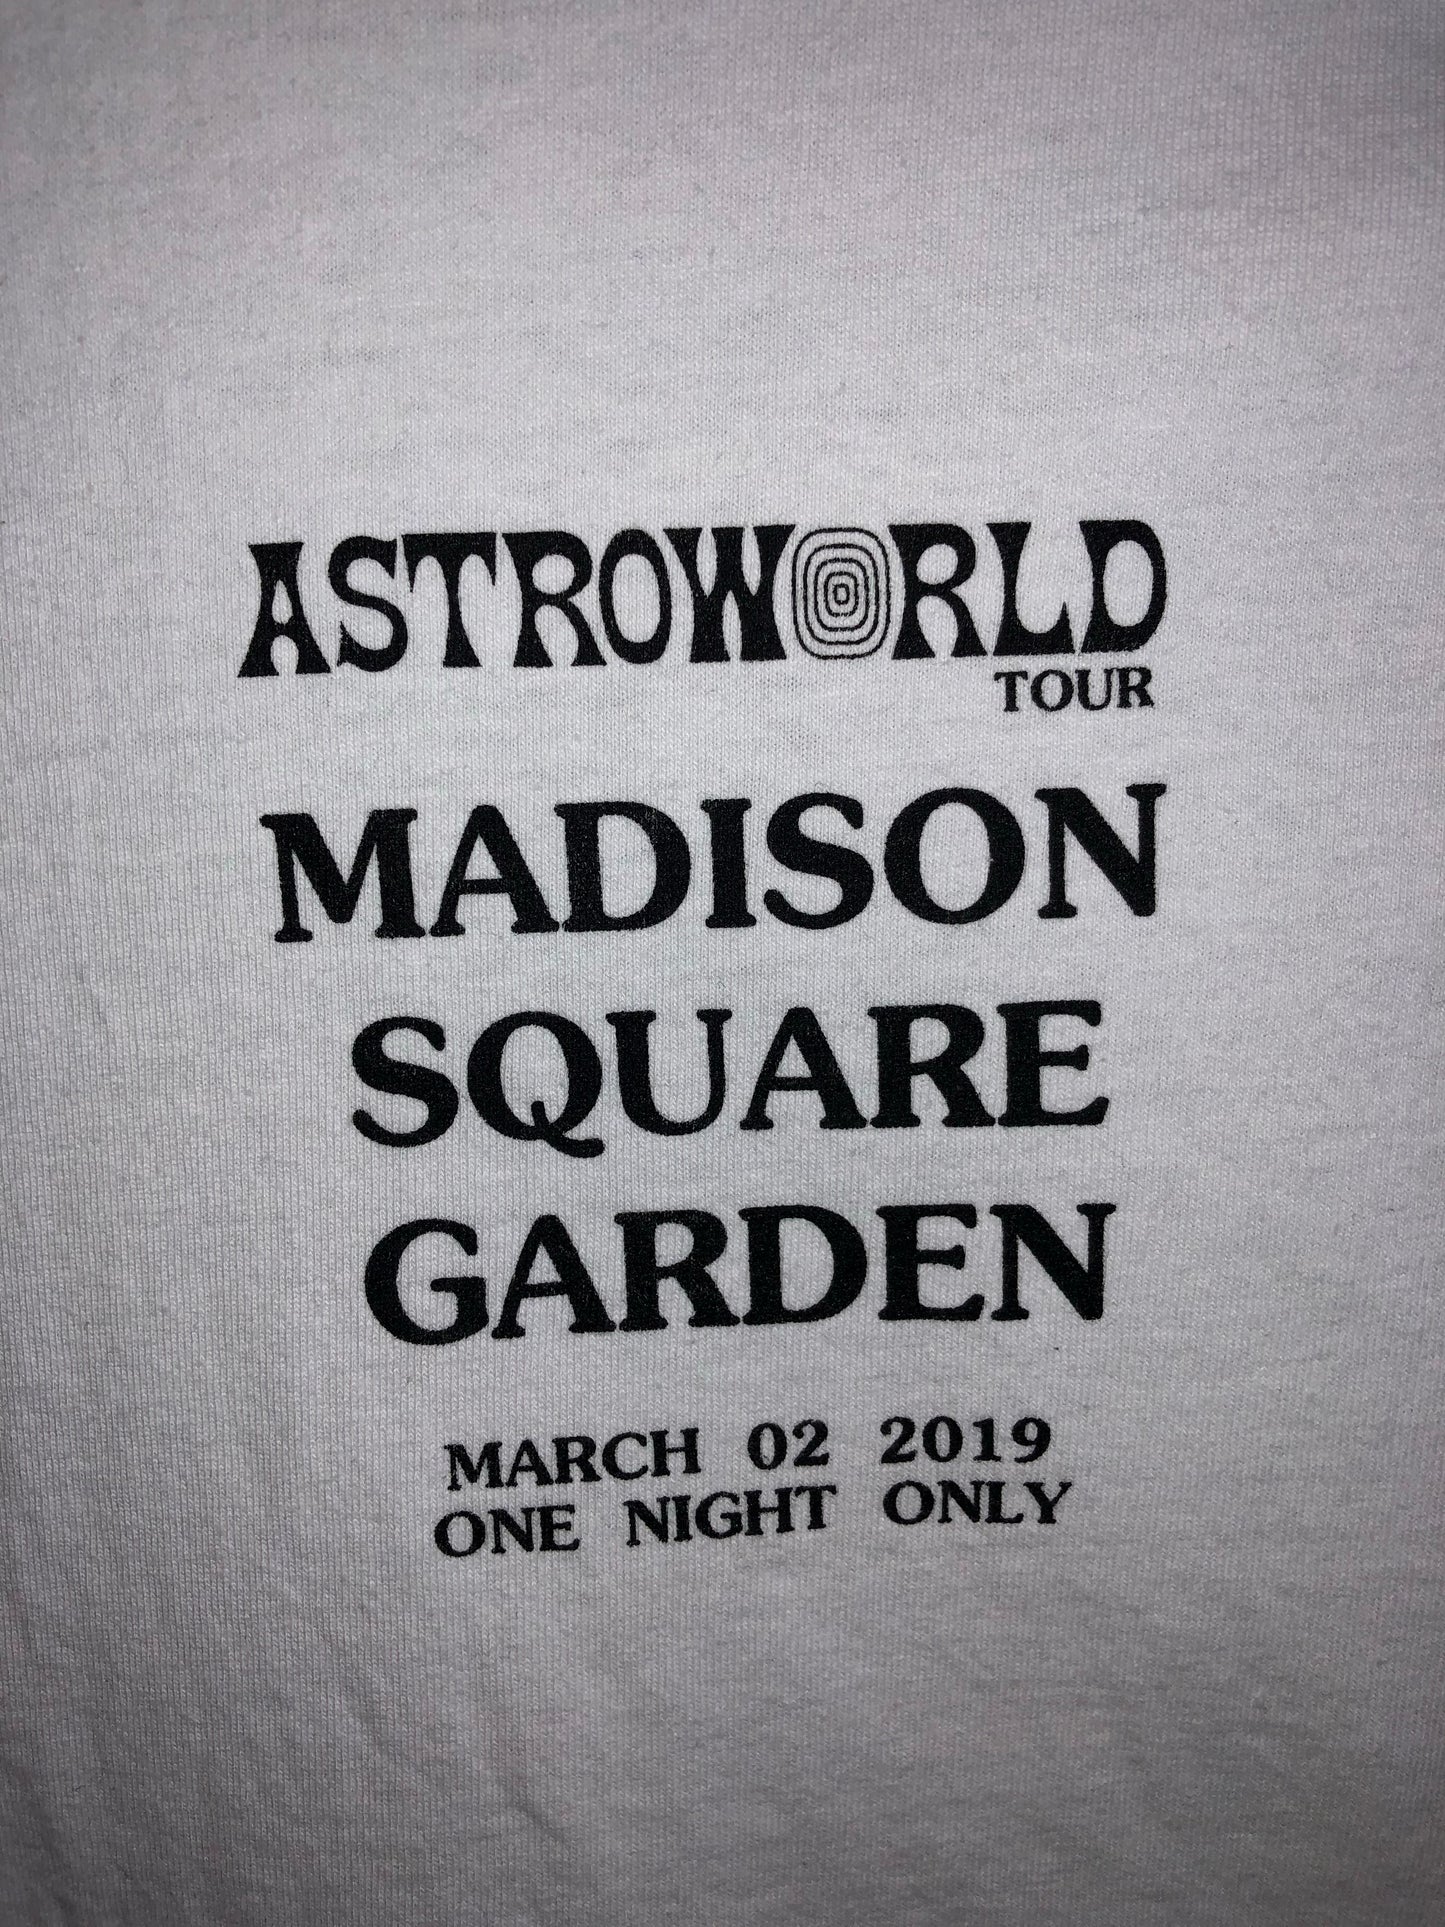 ASTROWORLD
TOUR
MADISON
SQUARE
GARDEN
MARCH 02 2019
ONE NIGHT ONLY